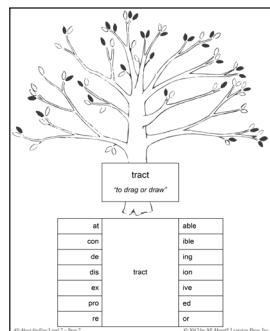 tract
"to drag or draw"
at able
con ible
de ing
dis tract ion
ex ive
pro ed
re or
All About Spelling Level 7 - Step 7
© 2012 by All About® Learning Press, Inc.